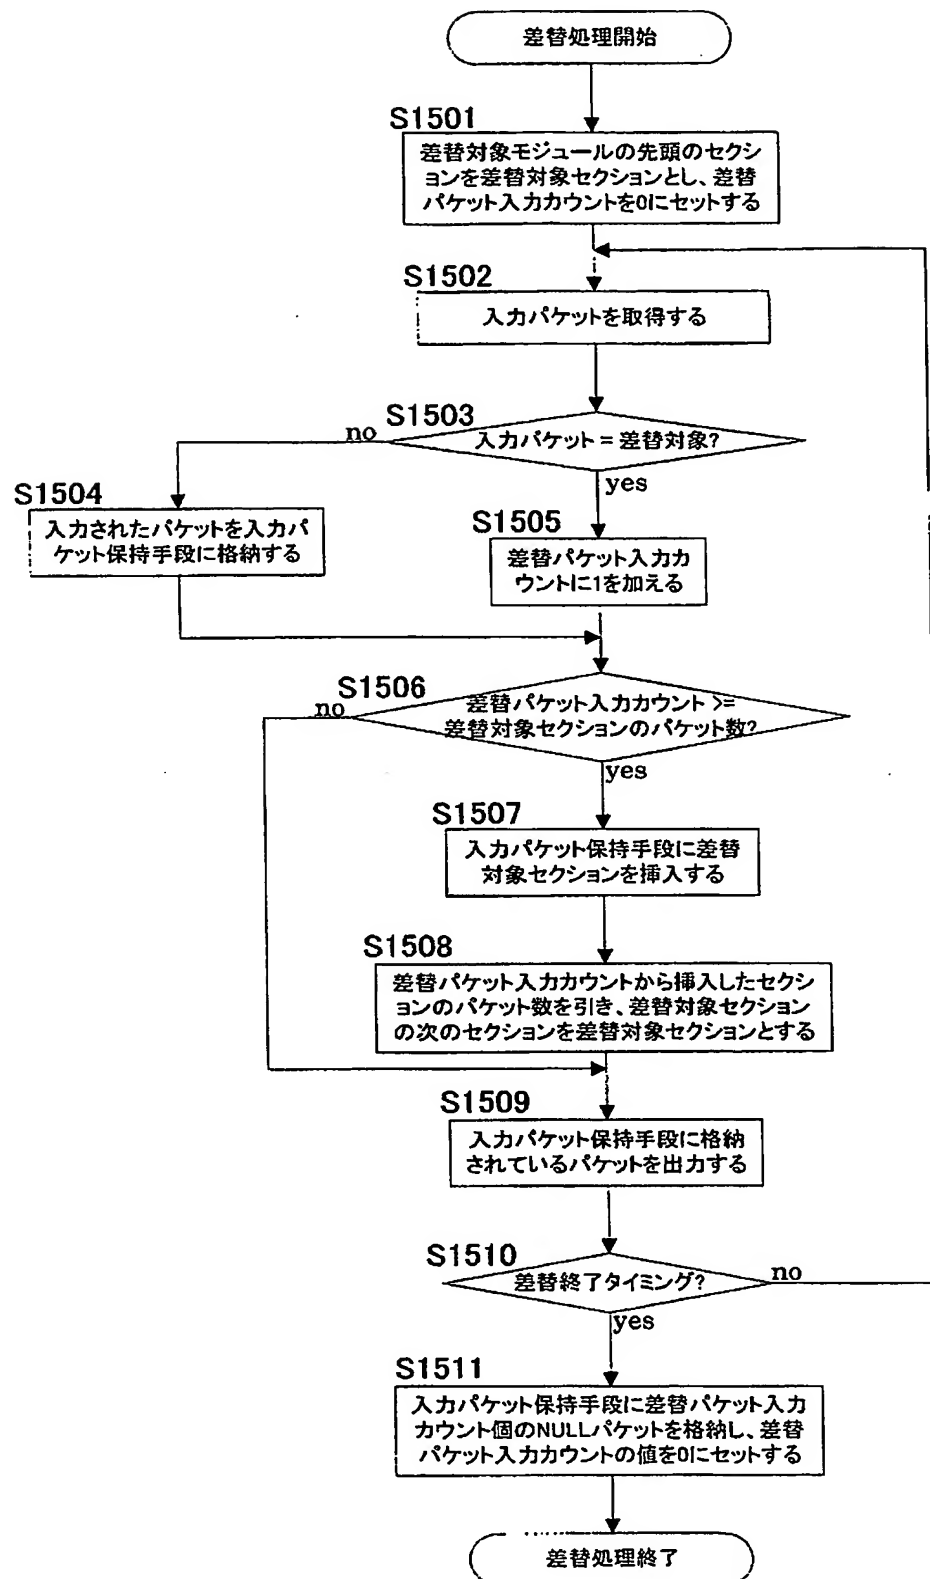 差替処理開始
S1501
差替対象モジュールの先頭のセクシ
ョンを差替対象セクションとし、差替
パケット入力カウントを0にセットする
S1502
入力パケットを取得する
S1503
入力パケット = 差替対象?
no
yes
S1504
入力されたパケットを入力パ
ケット保持手段に格納する
S1505
差替パケット入力カ
ウントに1を加える
S1506
差替パケット入力カウント >=
差替対象セクションのパケット数?
no
yes
S1507
入力パケット保持手段に差替
対象セクションを挿入する
S1508
差替パケット入力カウントから挿入したセクシ
ョンのパケット数を引き、差替対象セクション
の次のセクションを差替対象セクションとする
S1509
入力パケット保持手段に格納
されているパケットを出力する
S1510
差替終了タイミング?
no
yes
S1511
入力パケット保持手段に差替パケット入力
カウント個のNULLパケットを格納し、差替
パケット入力カウントの値を0にセットする
差替処理終了